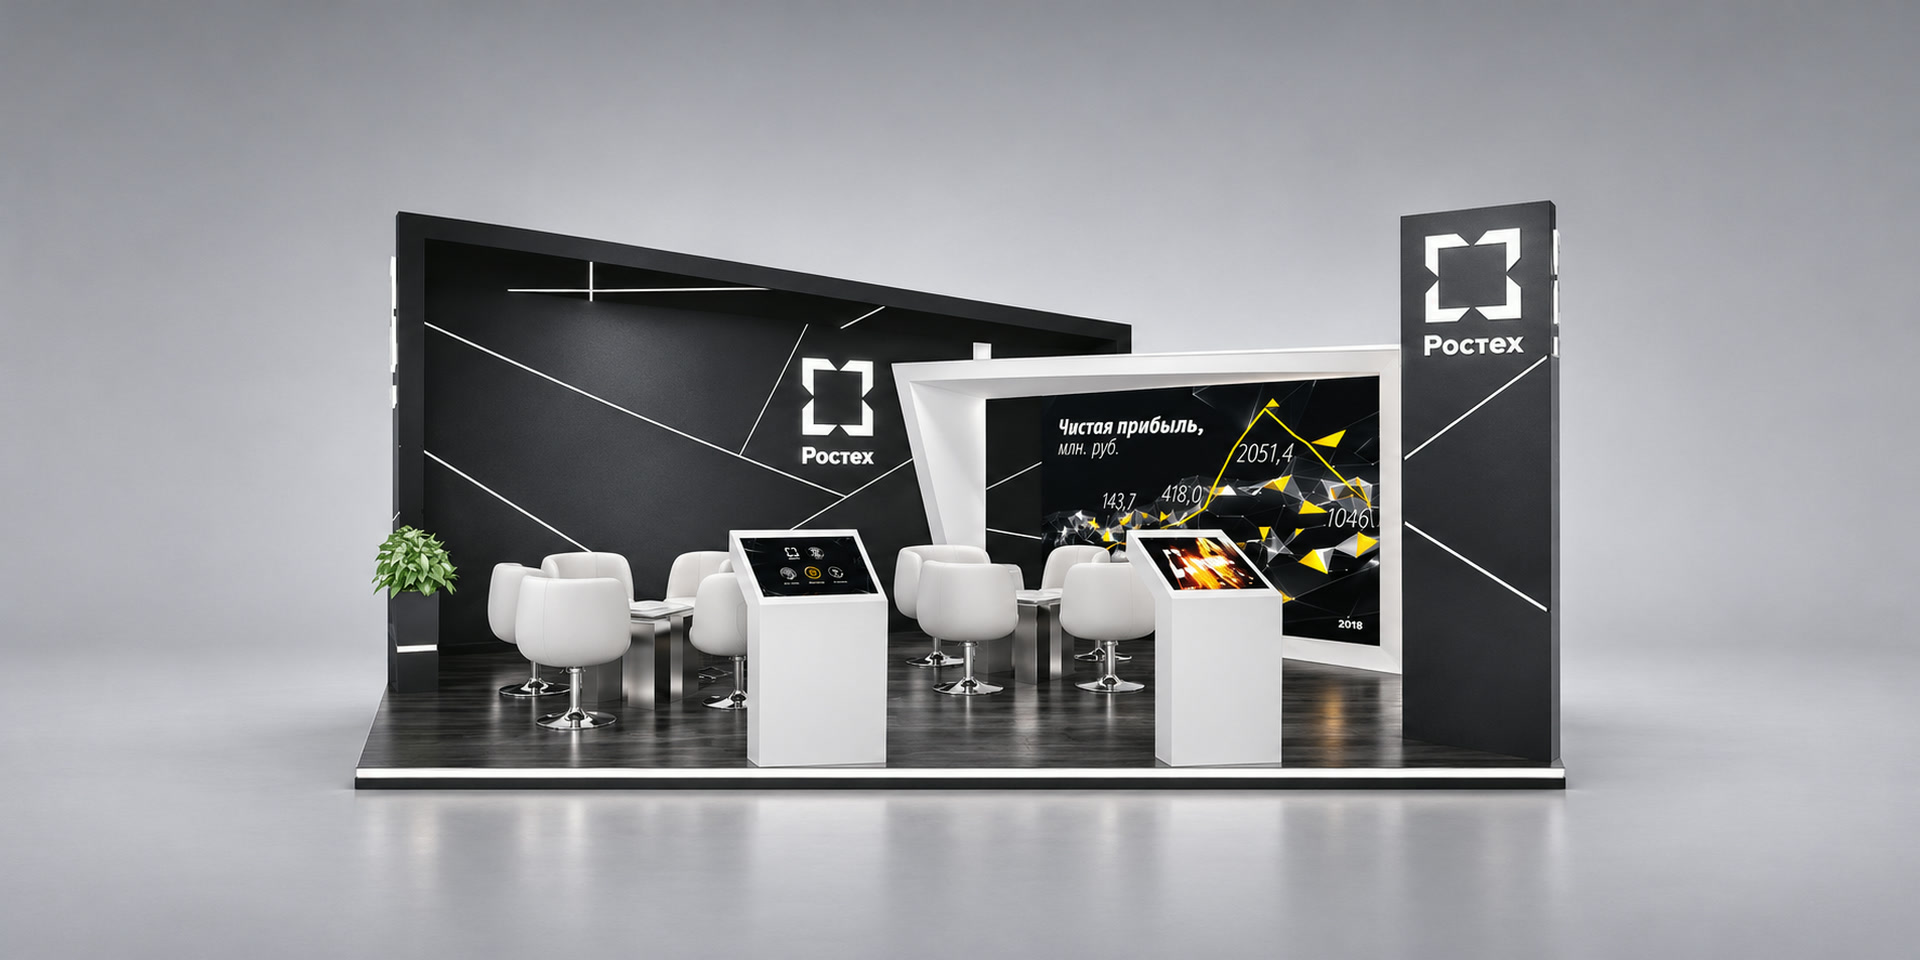 Ростех
Ростех
Чистая прибыль,
млн. руб.
2051,4
143,7
418,0
1046
2018